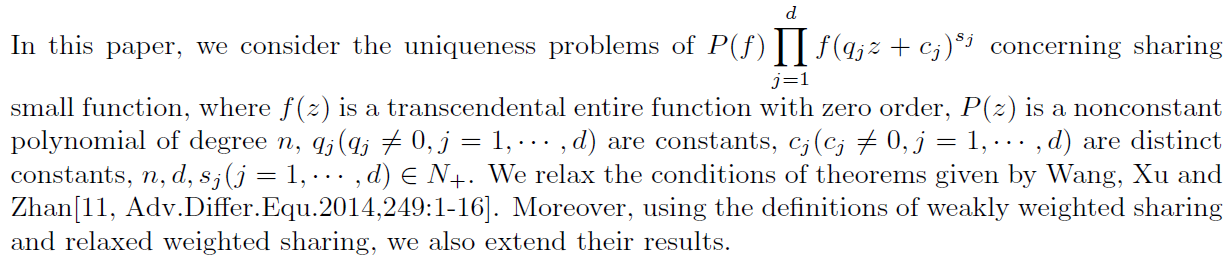 In this paper, we consider the uniqueness problems of $P(f)\prod_{j=1}^{d} f(q_j z + c_j)^{s_j}$ concerning sharing
small function, where $f(z)$ is a transcendental entire function with zero order, $P(z)$ is a nonconstant
polynomial of degree $n$, $q_j(q_j \neq 0, j = 1, \cdots, d)$ are constants, $c_j(c_j \neq 0, j = 1, \cdots, d)$ are distinct
constants, $n, d, s_j(j = 1, \cdots, d) \in N_+$. We relax the conditions of theorems given by Wang, Xu and
Zhan[11, Adv.Differ.Equ.2014,249:1-16]. Moreover, using the definitions of weakly weighted sharing
and relaxed weighted sharing, we also extend their results.